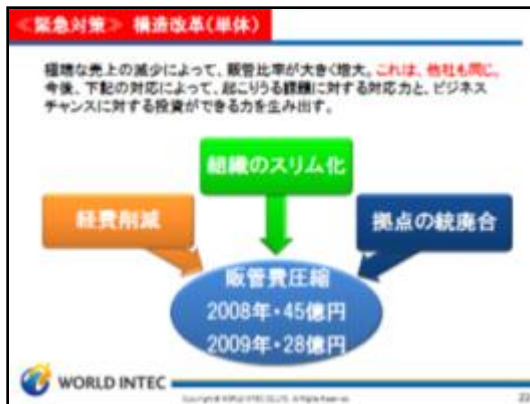 ≪緊急対策≫ 構造改革(単体)
極端な売上の減少によって、販管比率が大きく増大。これは、他社も同じ。
今後、下記の対応によって、起こりうる課題に対する対応力と、ビジネス
チャンスに対する投資ができる力を生み出す。
組織のスリム化
経費削減
拠点の統廃合
販管費圧縮
2008年・45億円
2009年・28億円
WORLD INTEC